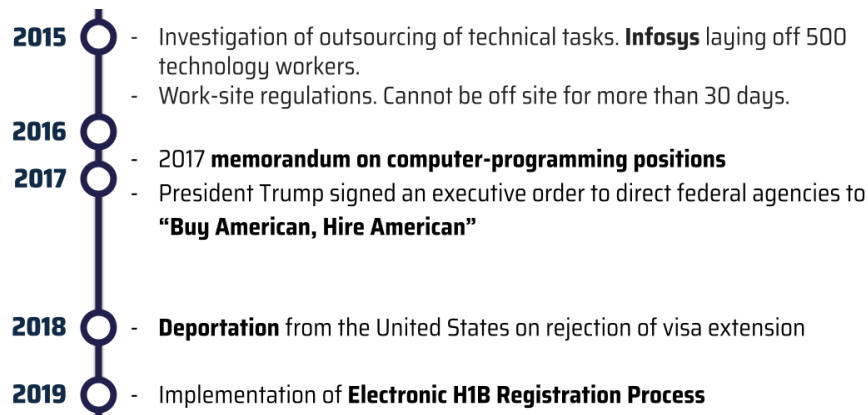 2015
- Investigation of outsourcing of technical tasks. Infosys laying off 500
technology workers.
- Work-site regulations. Cannot be off site for more than 30 days.
2016
- 2017 memorandum on computer-programming positions
2017
- President Trump signed an executive order to direct federal agencies to
“Buy American, Hire American”
2018
- Deportation from the United States on rejection of visa extension
2019
- Implementation of Electronic H1B Registration Process